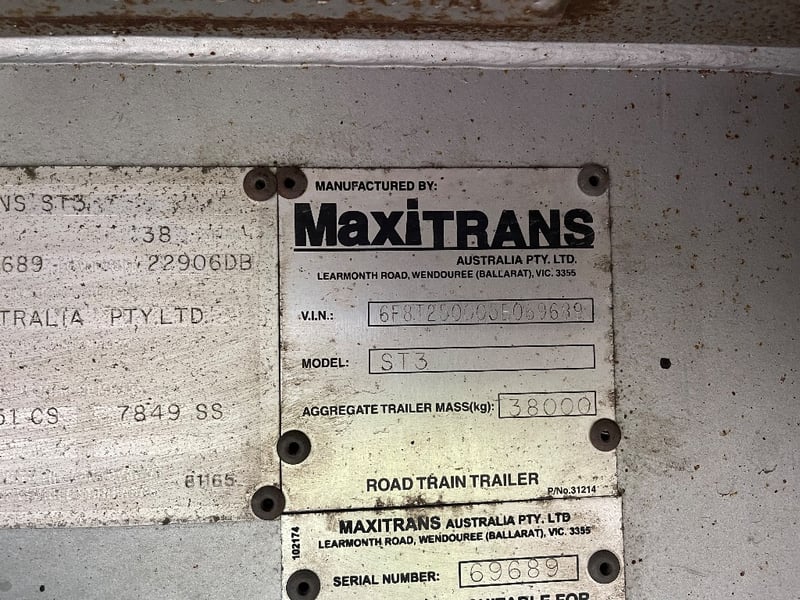 NS ST3
38
689 22906DB
TRALIA PTY.LTD.
51 CS 7849 SS
81165
MANUFACTURED BY:
MaxiTRANS
AUSTRALIA PTY. LTD.
LEARMONTH ROAD, WENDOUREE (BALLARAT), VIC. 3355
V.I.N.:
MODEL: ST3
AGGREGATE TRAILER MASS(kg): 38000
ROAD TRAIN TRAILER
P/No.31214
102174
MAXITRANS AUSTRALIA PTY. LTD
LEARMONTH ROAD, WENDOUREE (BALLARAT), VIC. 3355
SERIAL NUMBER: 69689